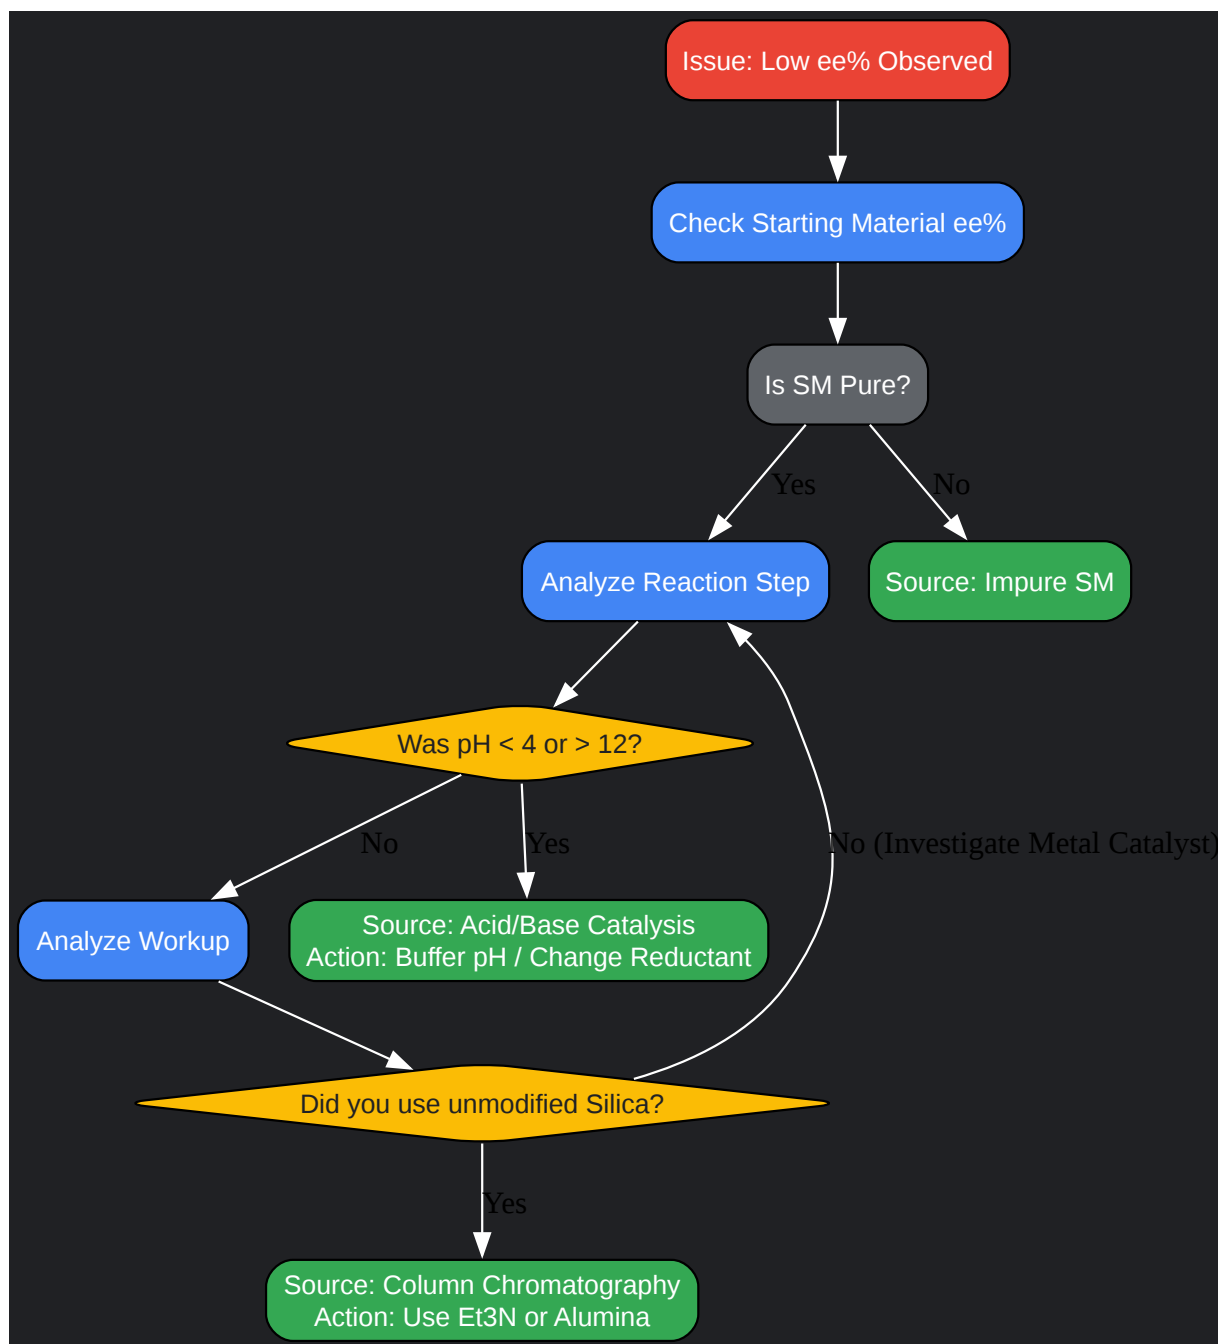 Issue: Low ee% Observed
Check Starting Material ee%
Is SM Pure?
Yes
No
Analyze Reaction Step
Source: Impure SM
Was pH < 4 or > 12?
No
Yes
No (Investigate Metal Catalyst)
Analyze Workup
Source: Acid/Base Catalysis
Action: Buffer pH / Change Reductant
Did you use unmodified Silica?
Yes
Source: Column Chromatography
Action: Use Et3N or Alumina